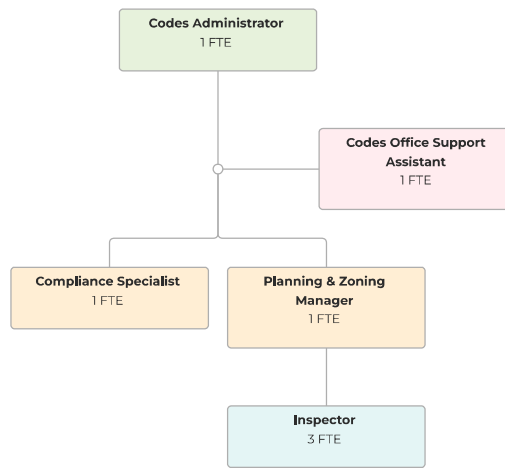 Codes Administrator
1 FTE
Codes Office Support
Assistant
1 FTE
Compliance Specialist
1 FTE
Planning & Zoning
Manager
1 FTE
Inspector
3 FTE